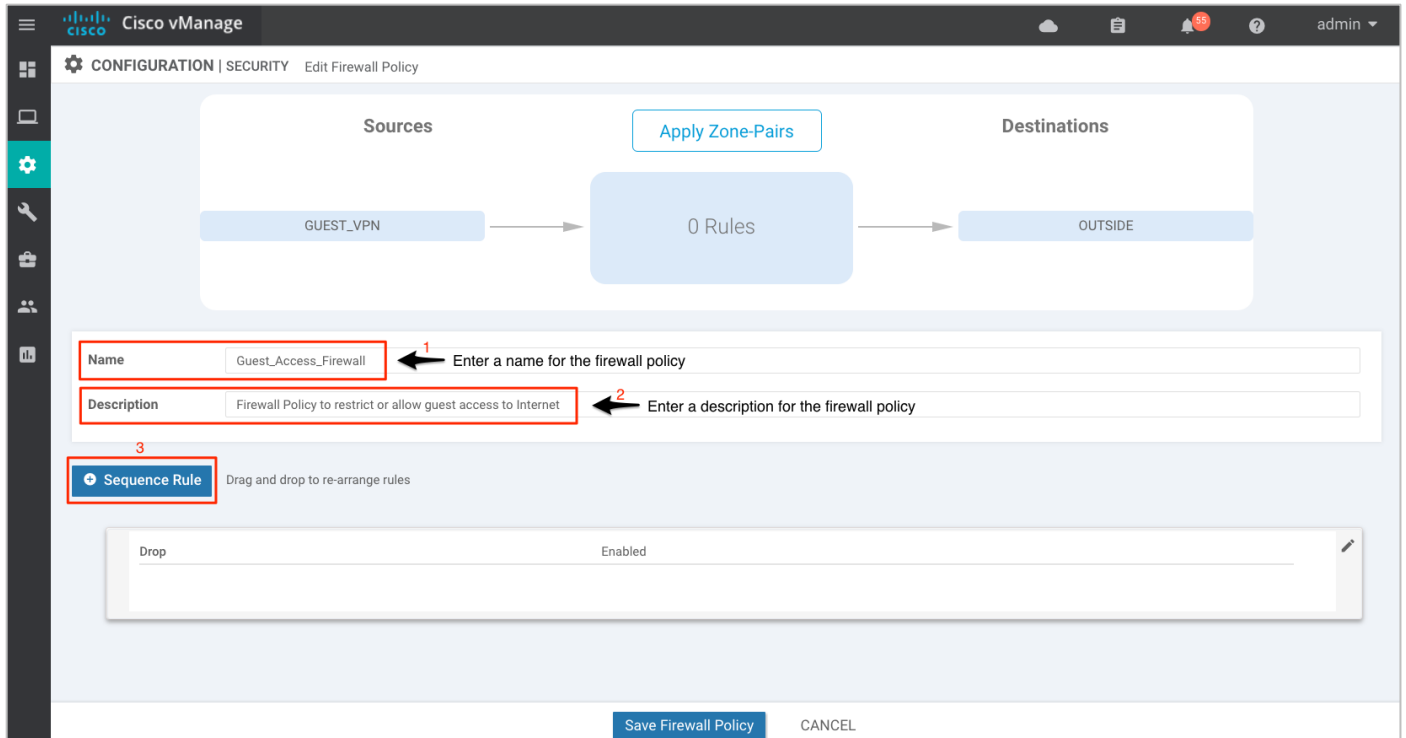 cisco Cisco vManage 55 admin
CONFIGURATION | SECURITY Edit Firewall Policy
Sources Apply Zone-Pairs Destinations
GUEST_VPN 0 Rules OUTSIDE
Name Guest_Access_Firewall 1 Enter a name for the firewall policy
Description Firewall Policy to restrict or allow guest access to Internet 2 Enter a description for the firewall policy
3
Sequence Rule Drag and drop to re-arrange rules
Drop Enabled
Save Firewall Policy CANCEL